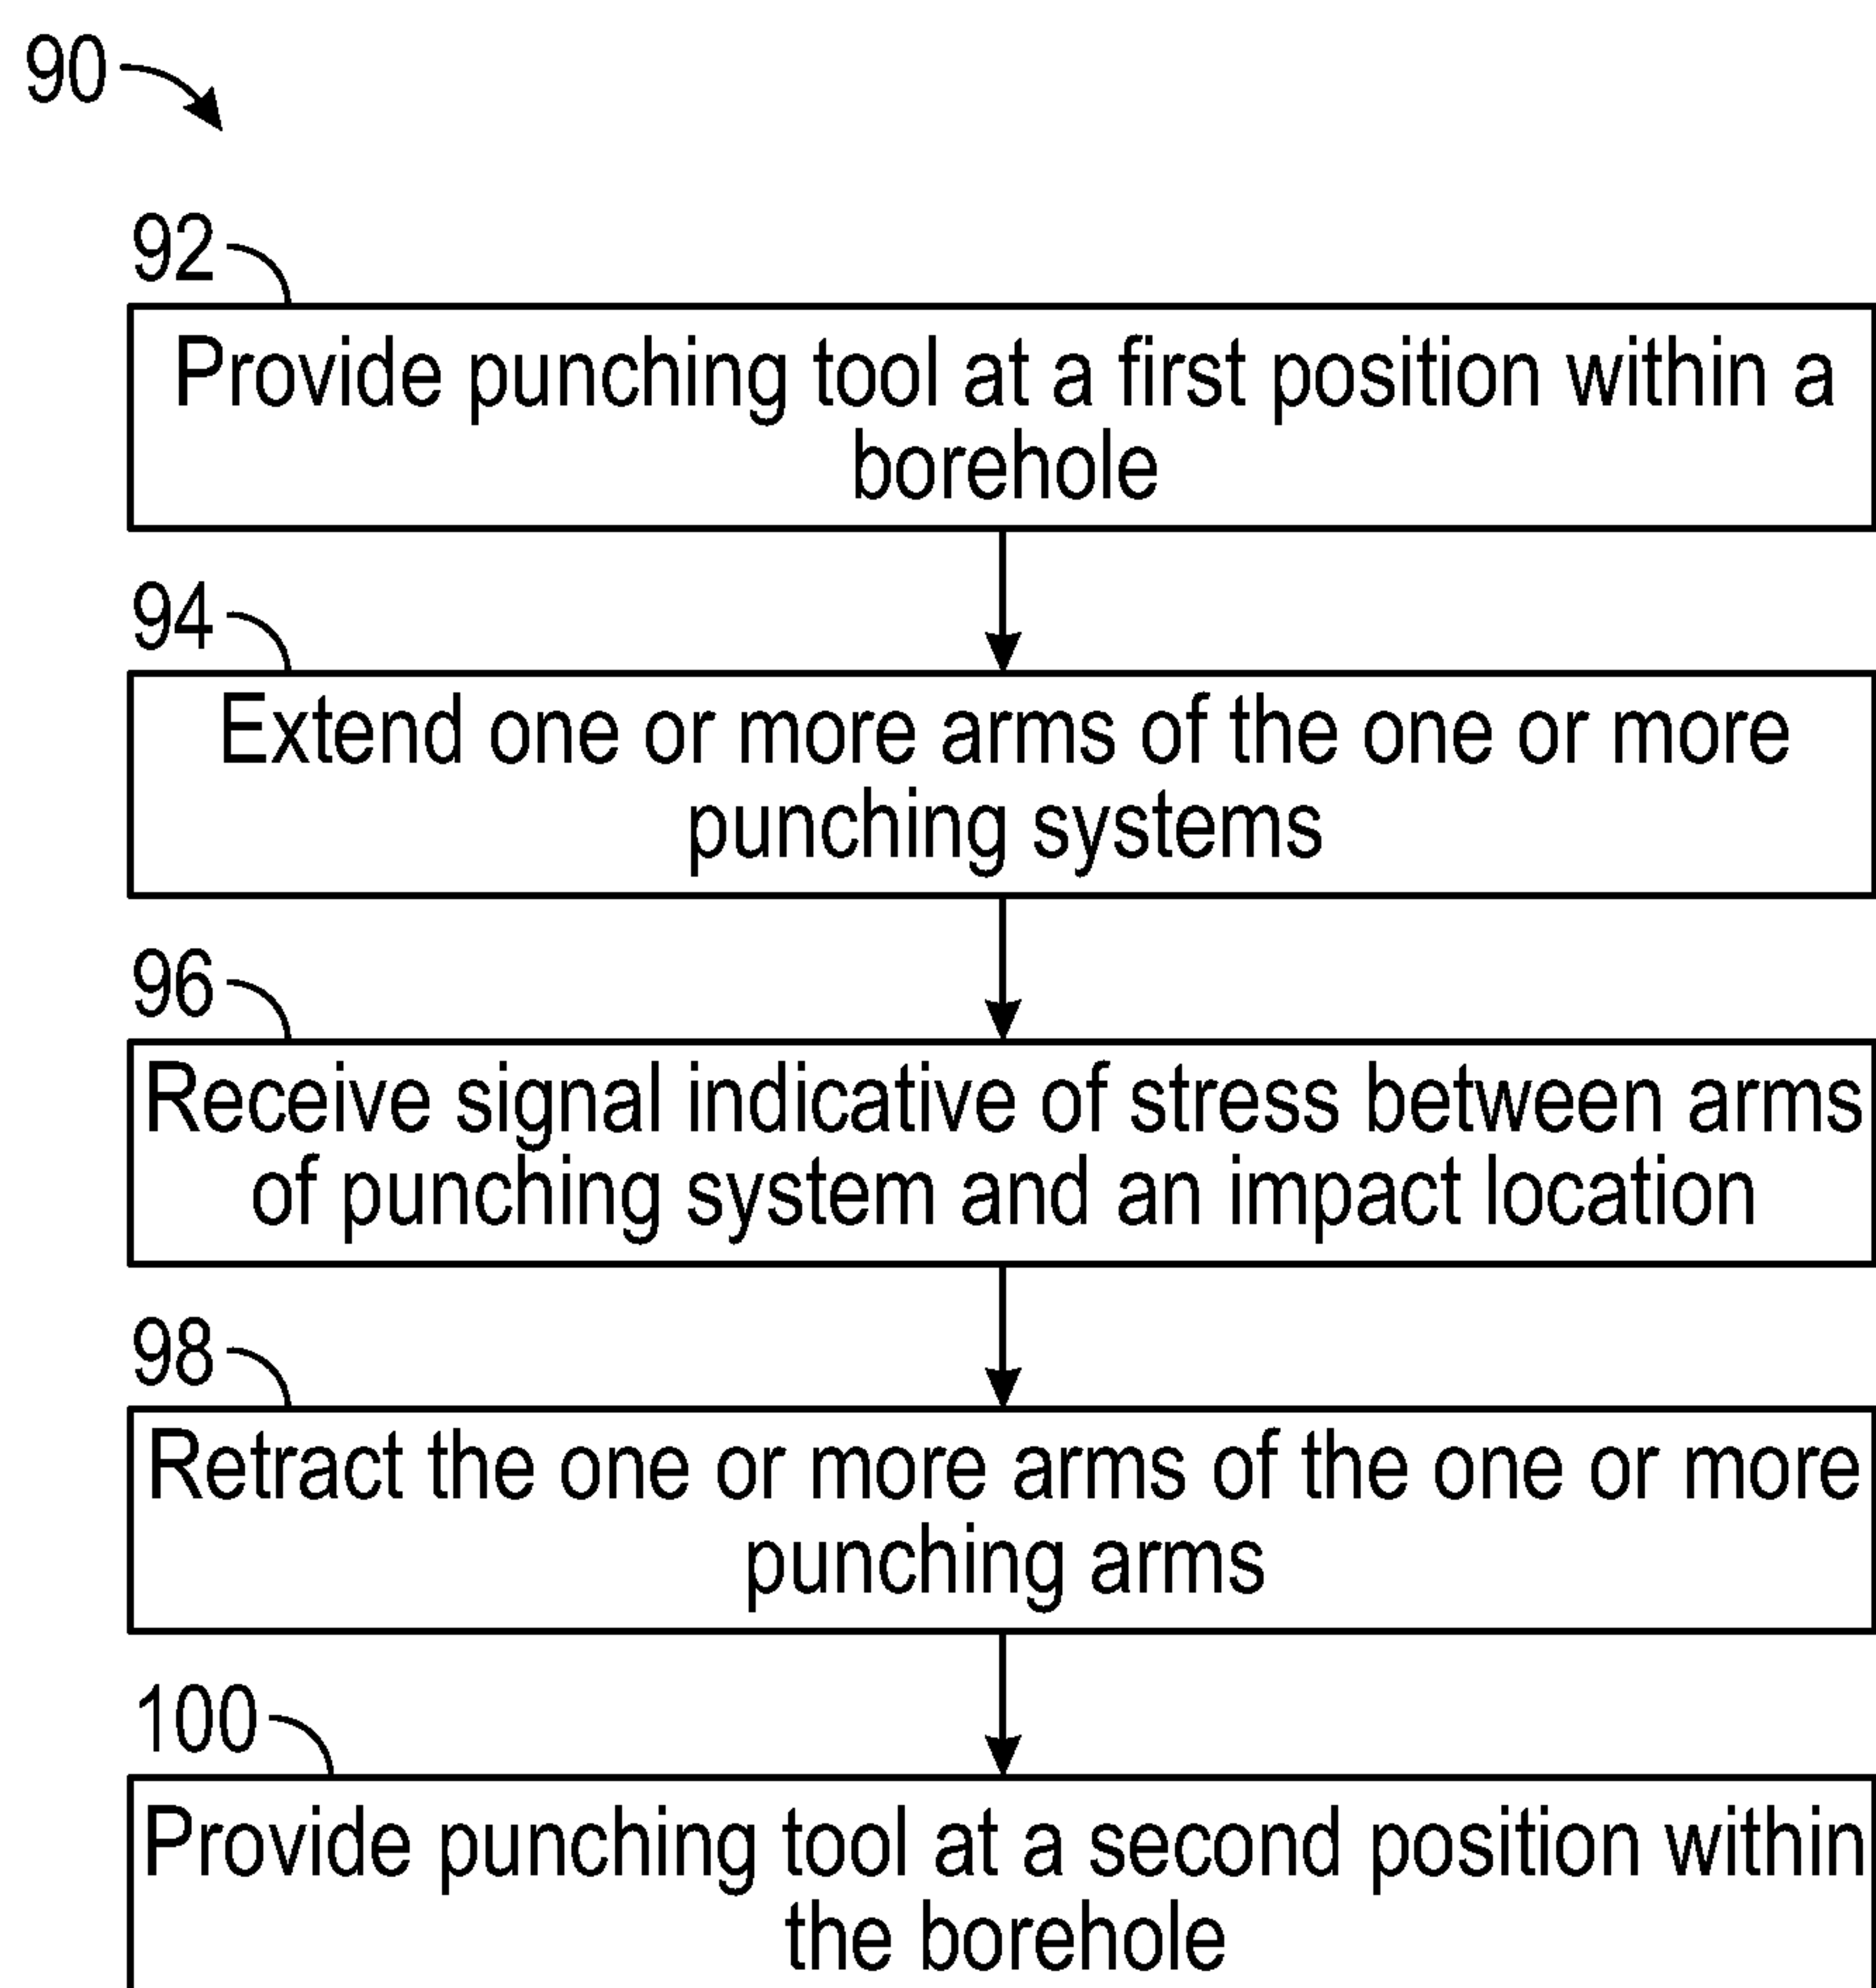 90
92
Provide punching tool at a first position within a
borehole
94
Extend one or more arms of the one or more
punching systems
96
Receive signal indicative of stress between arms
of punching system and an impact location
98
Retract the one or more arms of the one or more
punching arms
100
Provide punching tool at a second position within
the borehole